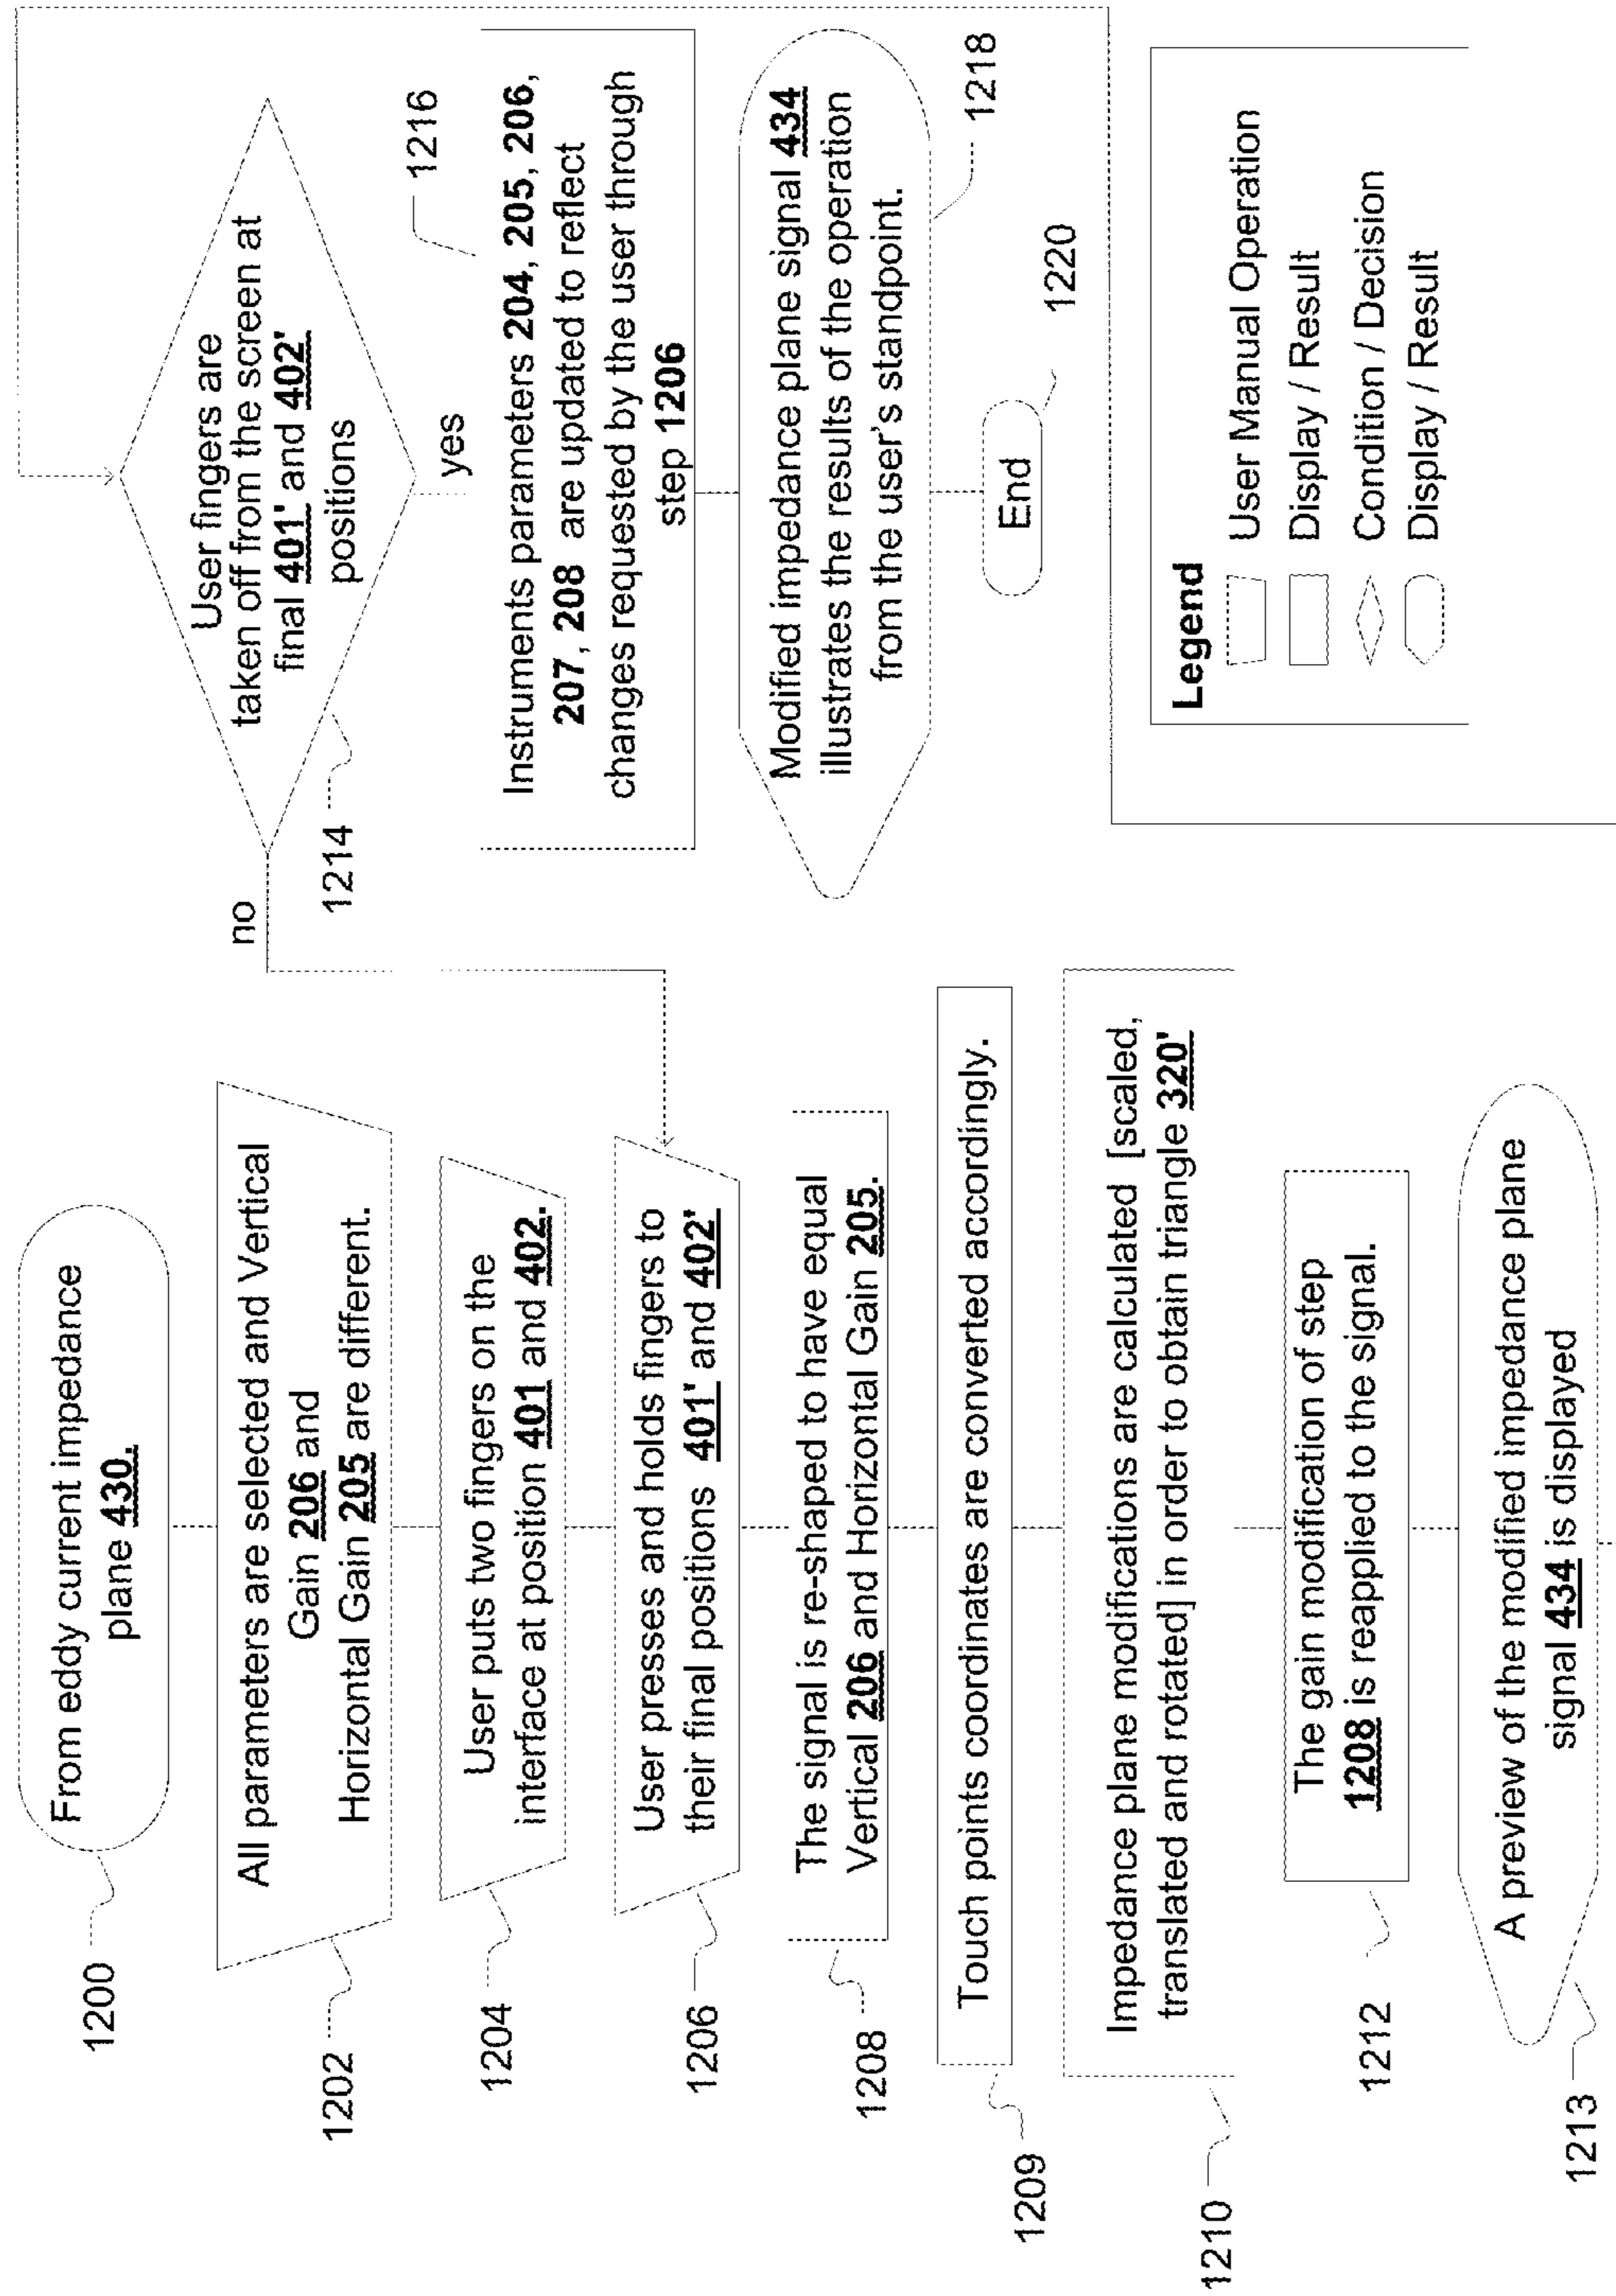 From eddy current impedance
plane 430.
1200
All parameters are selected and Vertical
Gain 206 and
Horizontal Gain 205 are different.
1202
User puts two fingers on the
interface at position 401 and 402.
1204
User presses and holds fingers to
their final positions 401' and 402'
1206
The signal is re-shaped to have equal
Vertical 206 and Horizontal Gain 205.
1208
Touch points coordinates are converted accordingly.
1209
Impedance plane modifications are calculated [scaled,
translated and rotated] in order to obtain triangle 320'
1210
The gain modification of step
1208 is reapplied to the signal.
1212
A preview of the modified impedance plane
signal 434 is displayed
1213
User fingers are
taken off from the screen at
final 401' and 402'
positions
1214
no
yes
1216
Instruments parameters 204, 205, 206,
207, 208 are updated to reflect
changes requested by the user through
step 1206
Modified impedance plane signal 434
illustrates the results of the operation
from the user's standpoint.
1218
End
1220
Legend
User Manual Operation
Display / Result
Condition / Decision
Display / Result